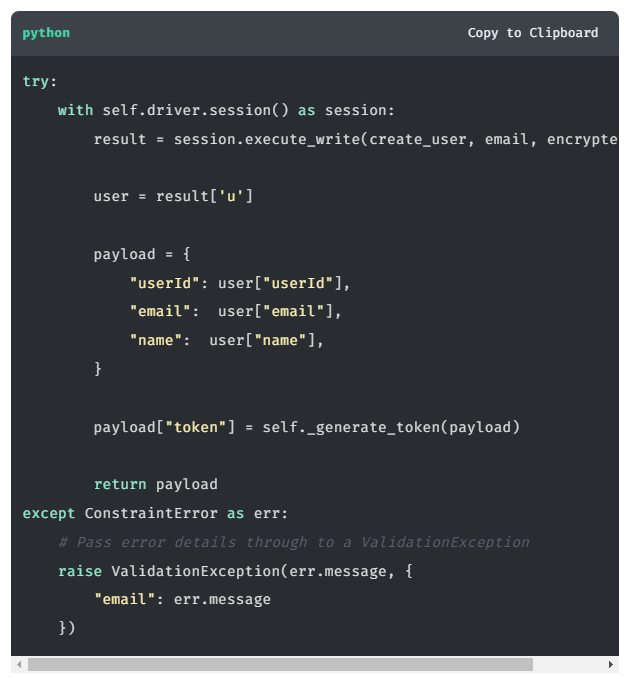 python
Copy to Clipboard
try:
    with self.driver.session() as session:
        result = session.execute_write(create_user, email, encrypte
        user = result['u']
        payload = {
            "userId": user["userId"],
            "email":  user["email"],
            "name":  user["name"],
        }
        payload["token"] = self._generate_token(payload)
        return payload
except ConstraintError as err:
    # Pass error details through to a ValidationException
    raise ValidationException(err.message, {
        "email": err.message
    })